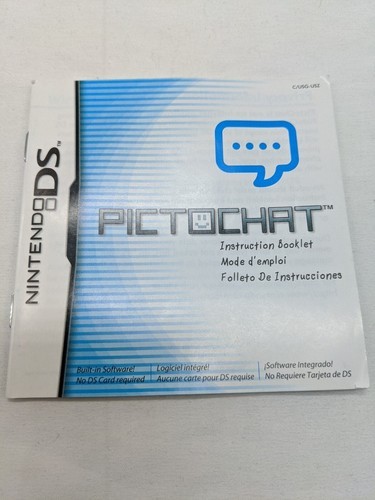 C/USG-USZ
NINTENDO DS™
PICTOCHAT™
Instruction Booklet
Mode d'emploi
Folleto De Instrucciones
Built-in Software!
No DS Card required
Logiciel intégré!
Aucune carte pour DS requise
¡Software Integrado!
No Requiere Tarjeta de DS